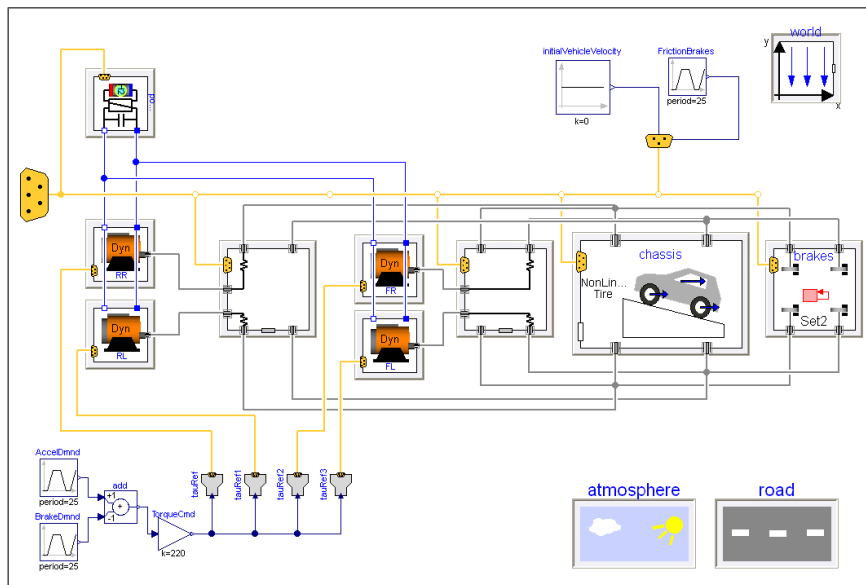 world
y
x
initialVehicleVelocity
k=0
FrictionBrakes
period=25
po...
Dyn
RR
Dyn
RL
Dyn
FR
Dyn
FL
chassis
NonLin...
Tire
brakes
Set2
AccelDmnd
period=25
BrakeDmnd
period=25
add
+1
+
-1
TorqueCmd
k=220
tauRef
tauRef1
tauRef2
tauRef3
atmosphere
road